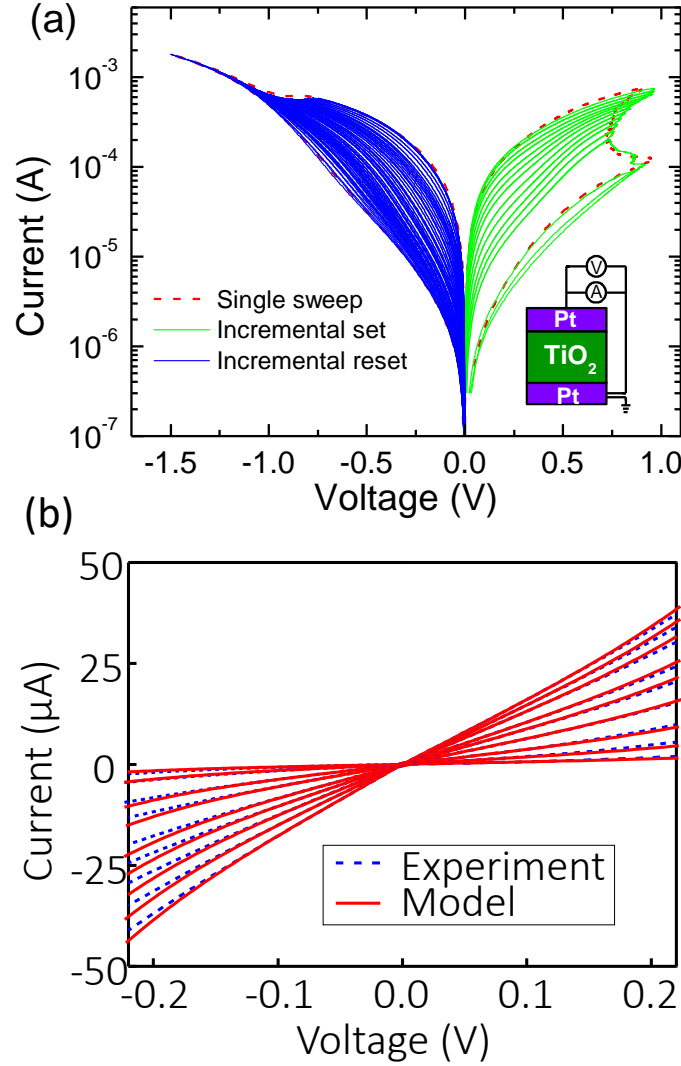 (a)
Current (A)
10⁻³
10⁻⁴
10⁻⁵
10⁻⁶
10⁻⁷
Single sweep
Incremental set
Incremental reset
V
A
Pt
TiO₂
Pt
-1.5 -1.0 -0.5 0.0 0.5 1.0
Voltage (V)
(b)
Current (µA)
50
25
0
-25
-50
Experiment
Model
-0.2 -0.1 0.0 0.1 0.2
Voltage (V)